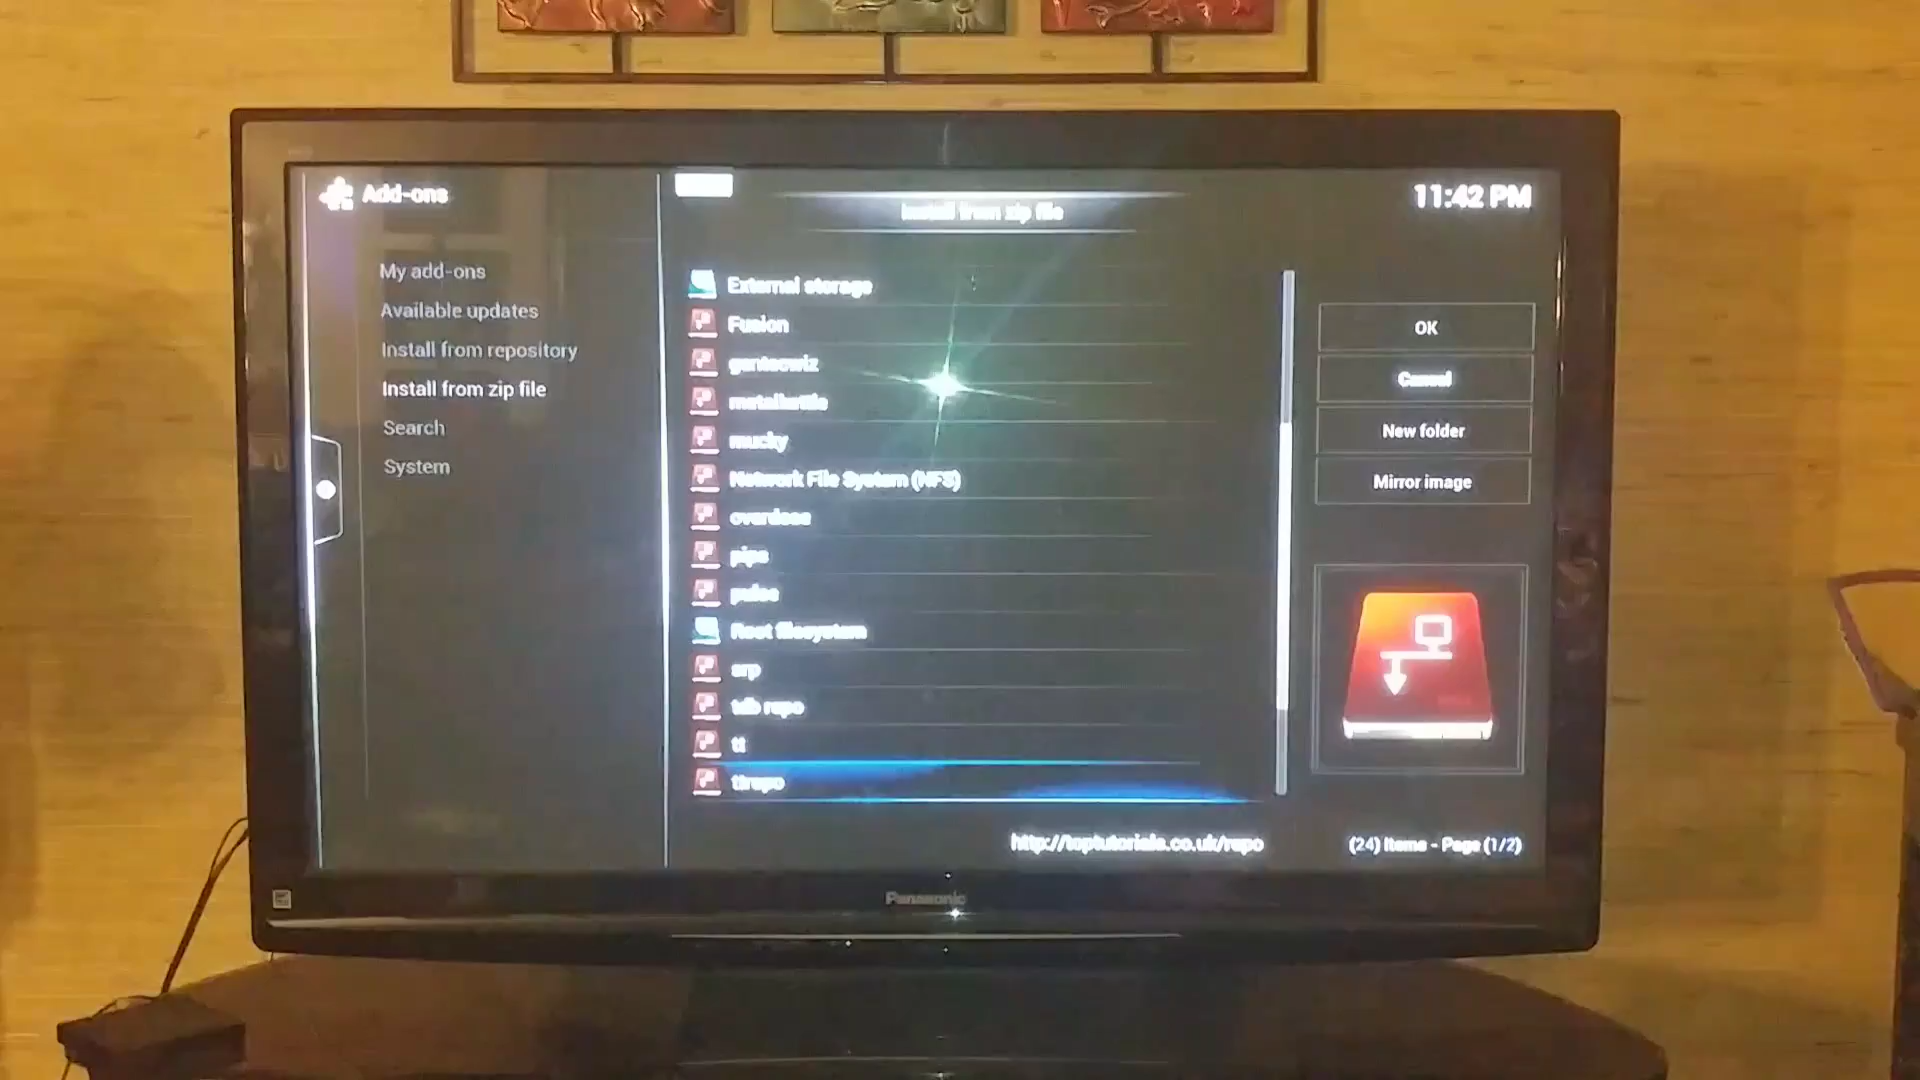 Add-ons
My add-ons
Available updates
Install from repository
Install from zip file
Search
System
Install from zip file
11:42 PM
External storage
Fusion
metalkettle
mucky
Network File System (NFS)
overdose
pipe
pulse
Root filesystem
srp
tdb repo
tt
ttrepo
OK
Cancel
New folder
Mirror image
http://toptutorials.co.uk/repo
(24) Items - Page (1/2)
Panasonic